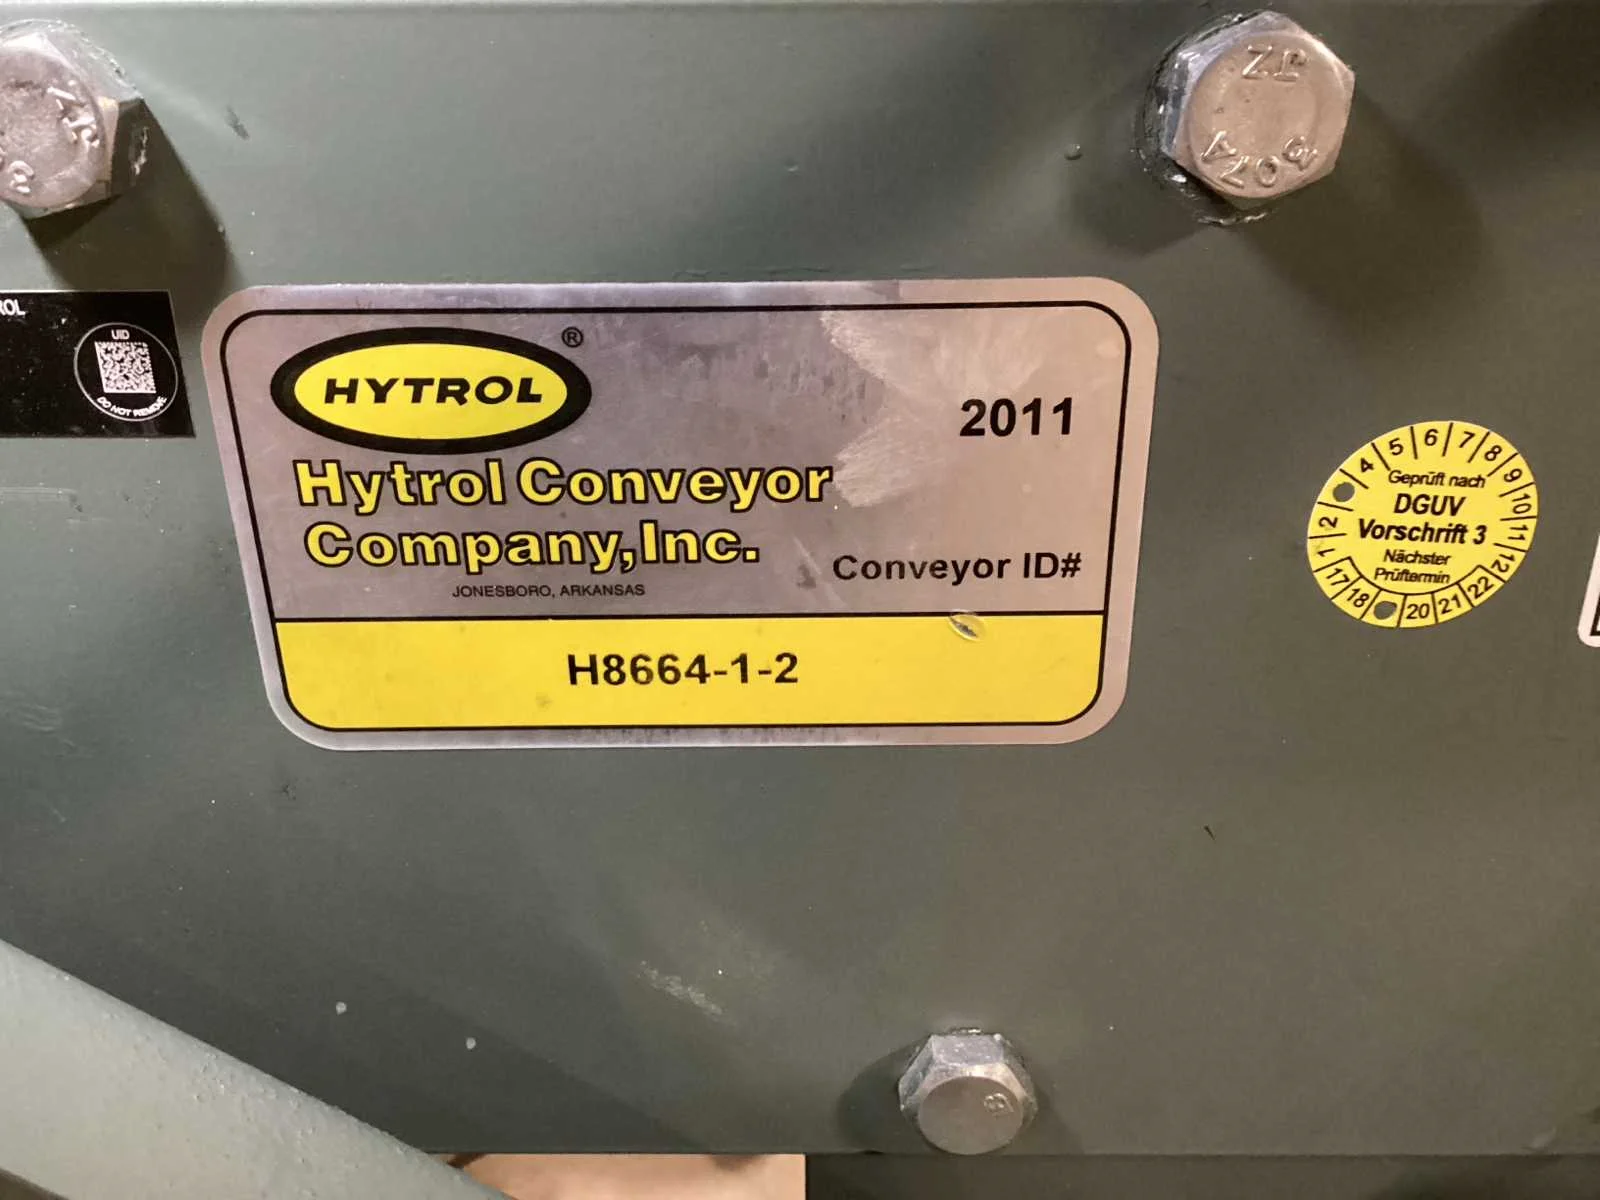 JZ
307A
ROL
UID
DO NOT REMOVE
HYTROL ®
2011
Hytrol Conveyor
Company, Inc.
JONESBORO, ARKANSAS
Conveyor ID#
H8664-1-2
1 2 4 5 6 7 8 9 10 11 12
Geprüft nach
DGUV
Vorschrift 3
Nächster
Prüftermin
17 18 20 21 22
8